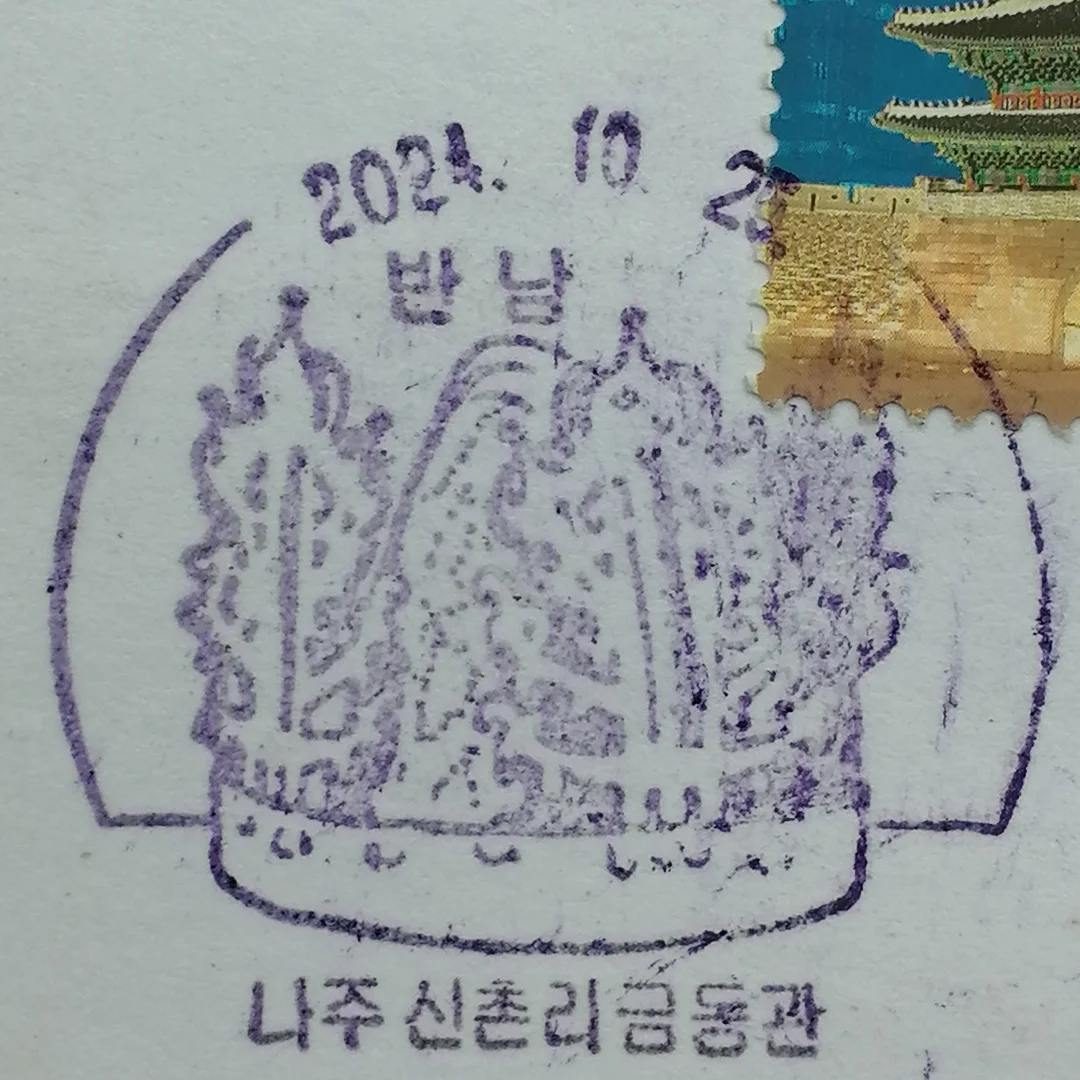 2024. 10
반 남
나주 신촌리 금동관